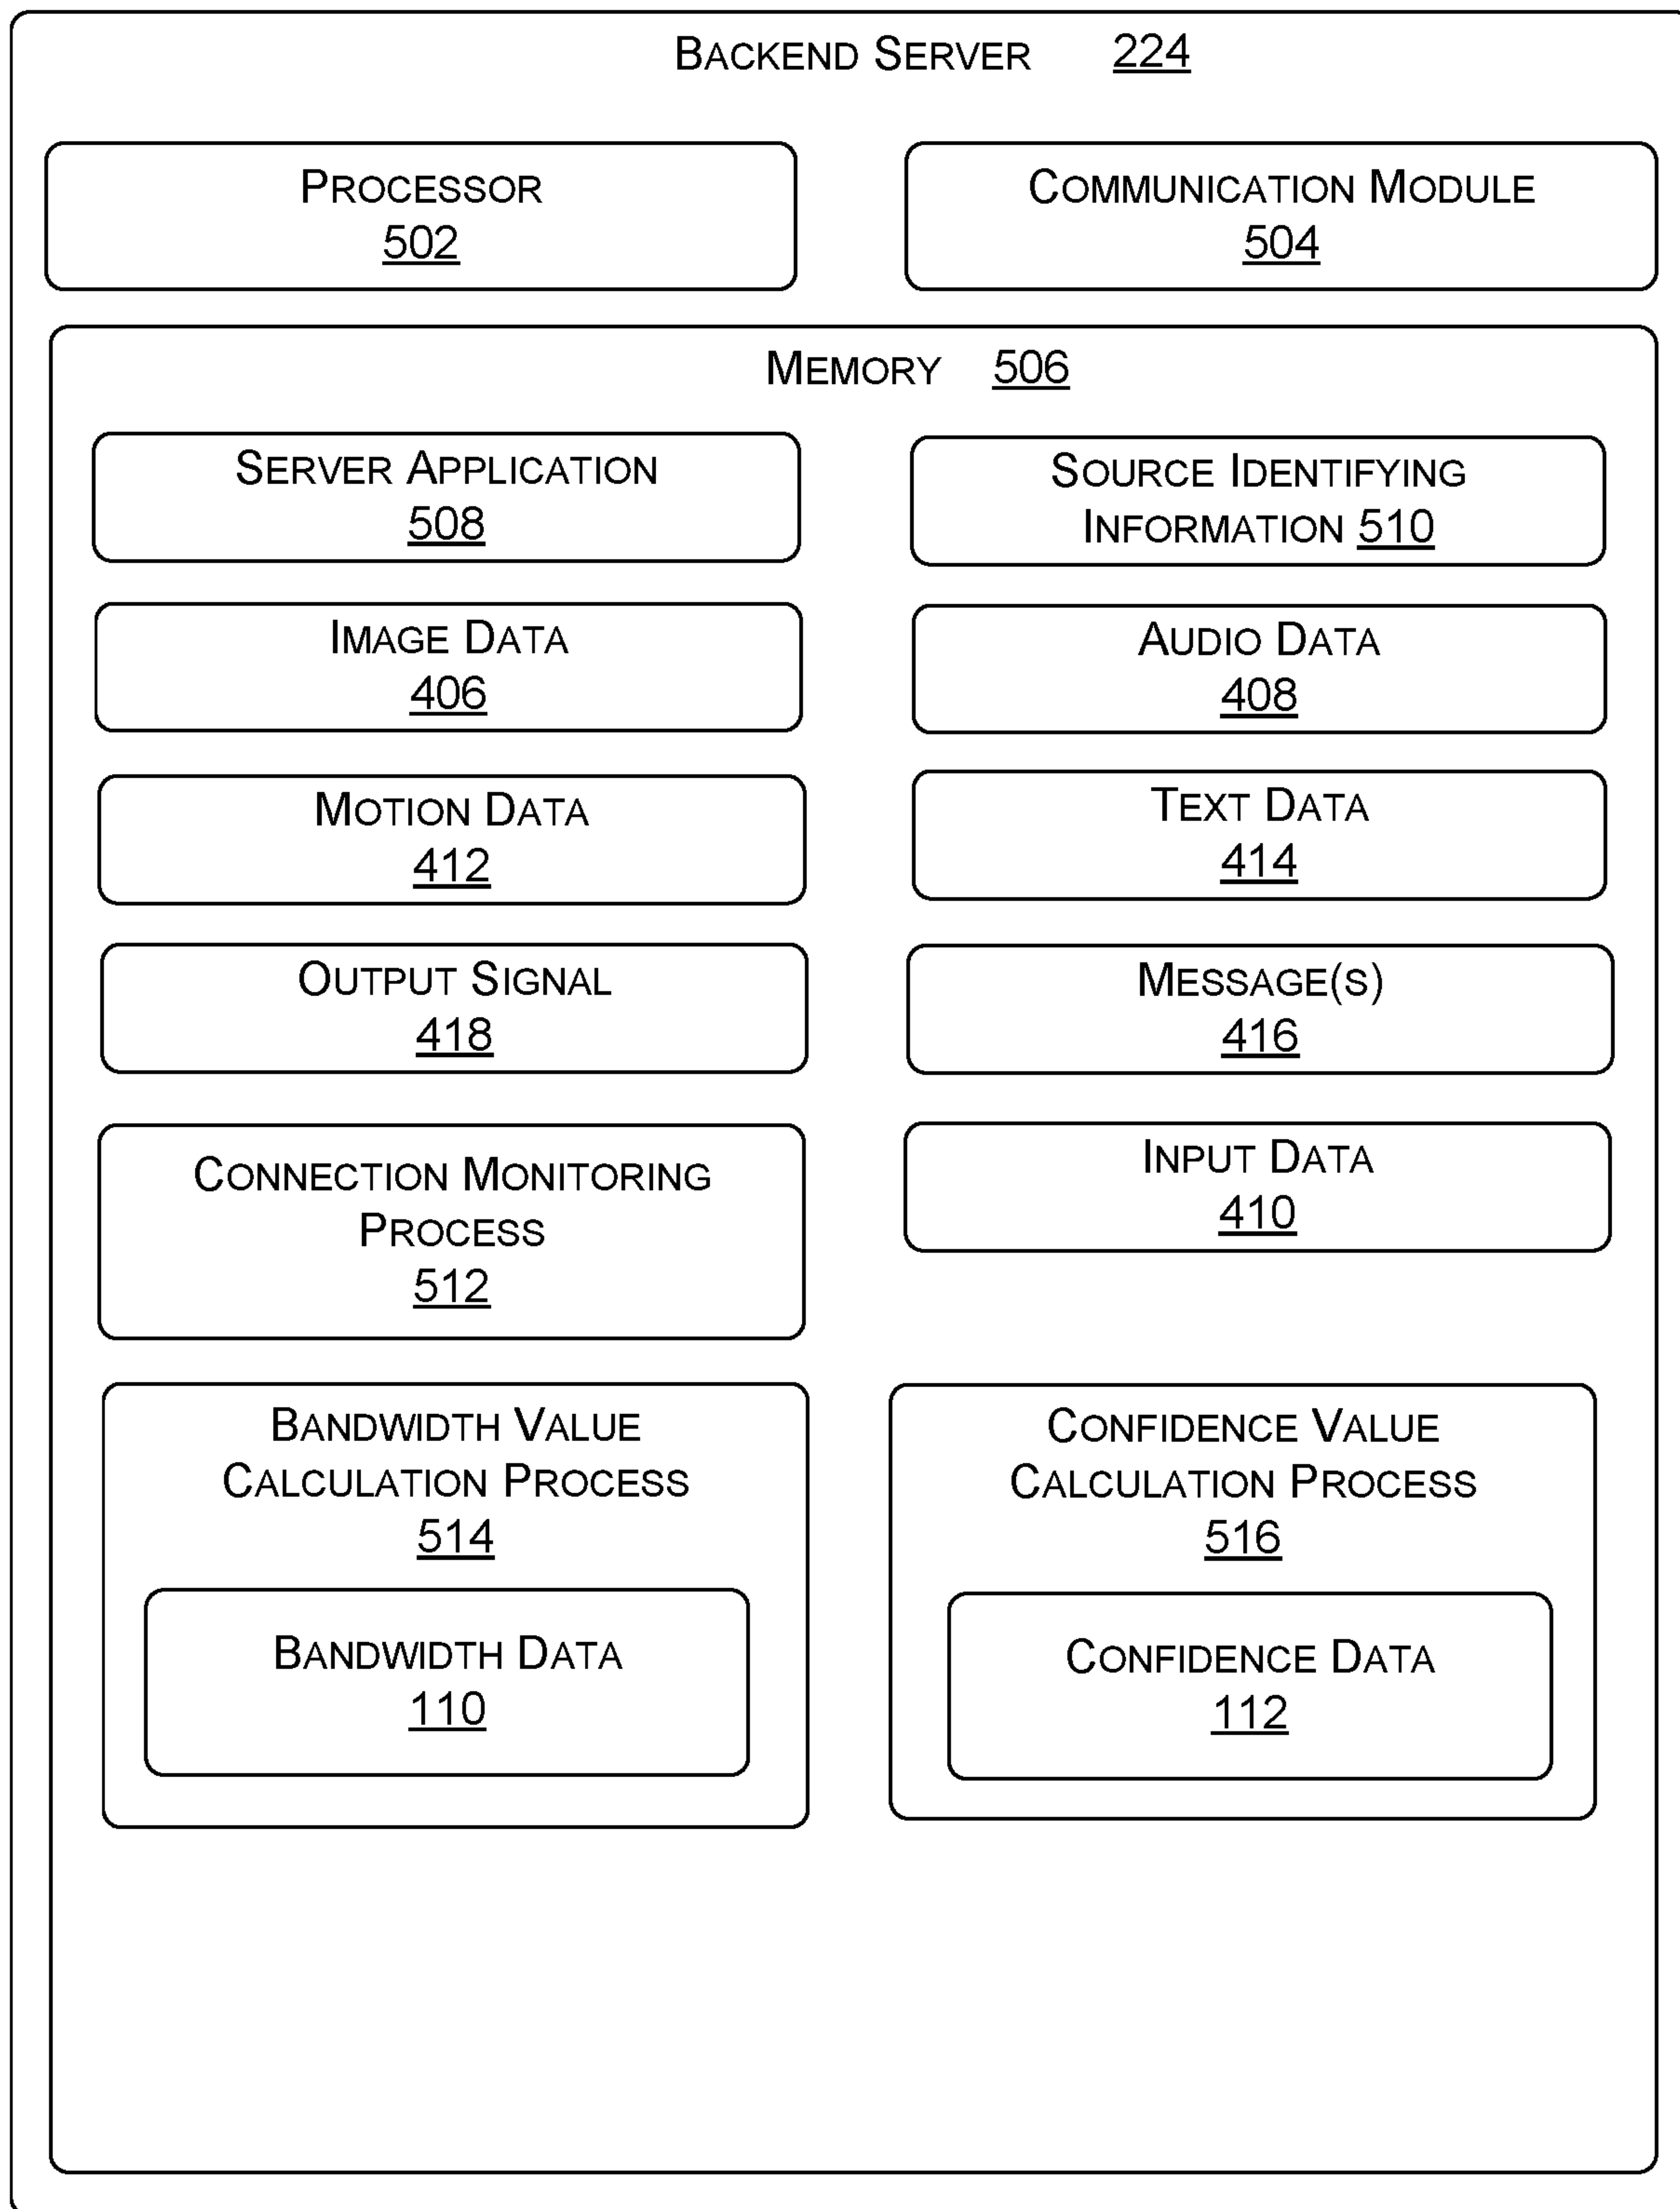 BACKEND SERVER 224
PROCESSOR
502
COMMUNICATION MODULE
504
MEMORY 506
SERVER APPLICATION
508
SOURCE IDENTIFYING
INFORMATION 510
IMAGE DATA
406
AUDIO DATA
408
MOTION DATA
412
TEXT DATA
414
OUTPUT SIGNAL
418
MESSAGE(S)
416
CONNECTION MONITORING
PROCESS
512
INPUT DATA
410
BANDWIDTH VALUE
CALCULATION PROCESS
514
BANDWIDTH DATA
110
CONFIDENCE VALUE
CALCULATION PROCESS
516
CONFIDENCE DATA
112